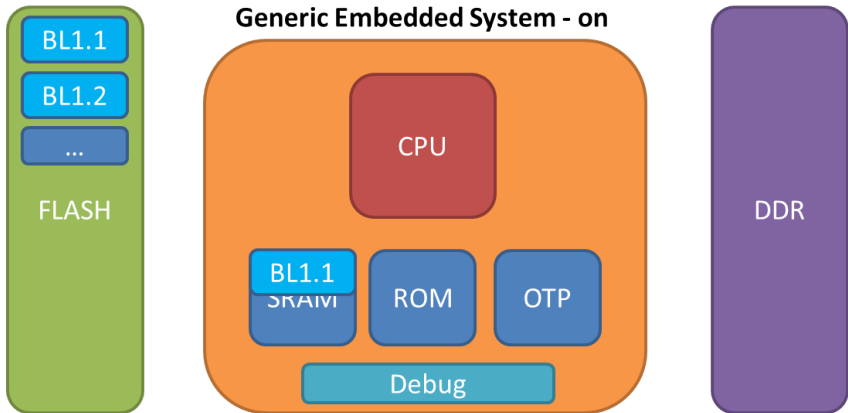 Generic Embedded System - on
BL1.1
BL1.2
...
FLASH
CPU
BL1.1
SRAM
ROM
OTP
Debug
DDR